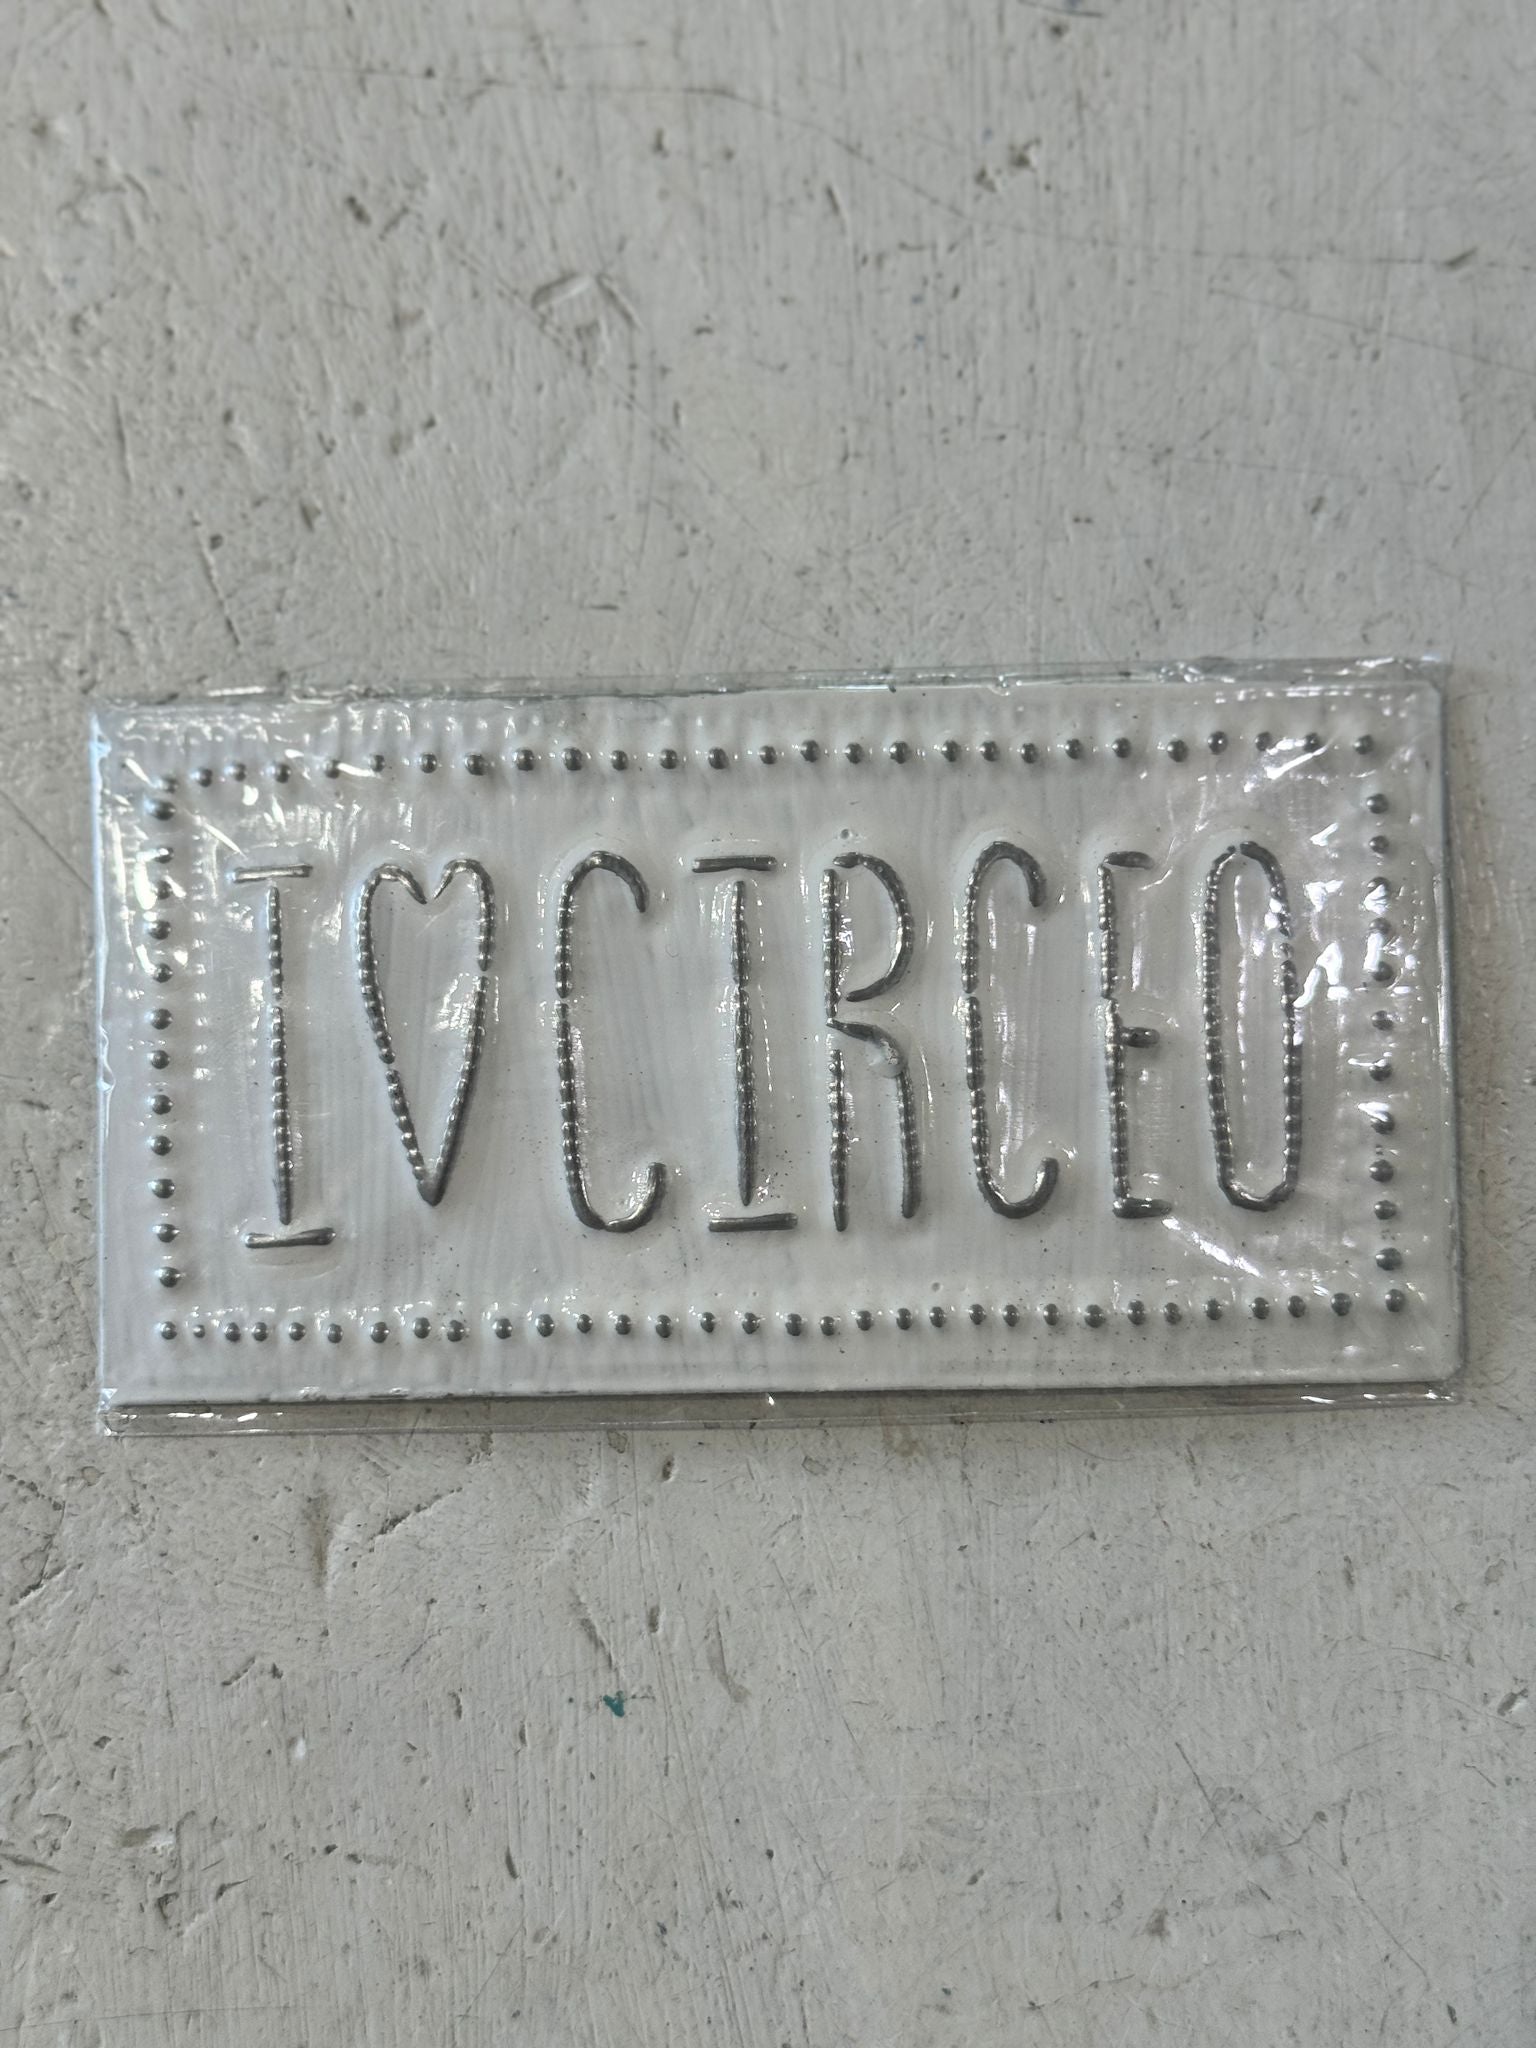 I ♥ CIRCEO